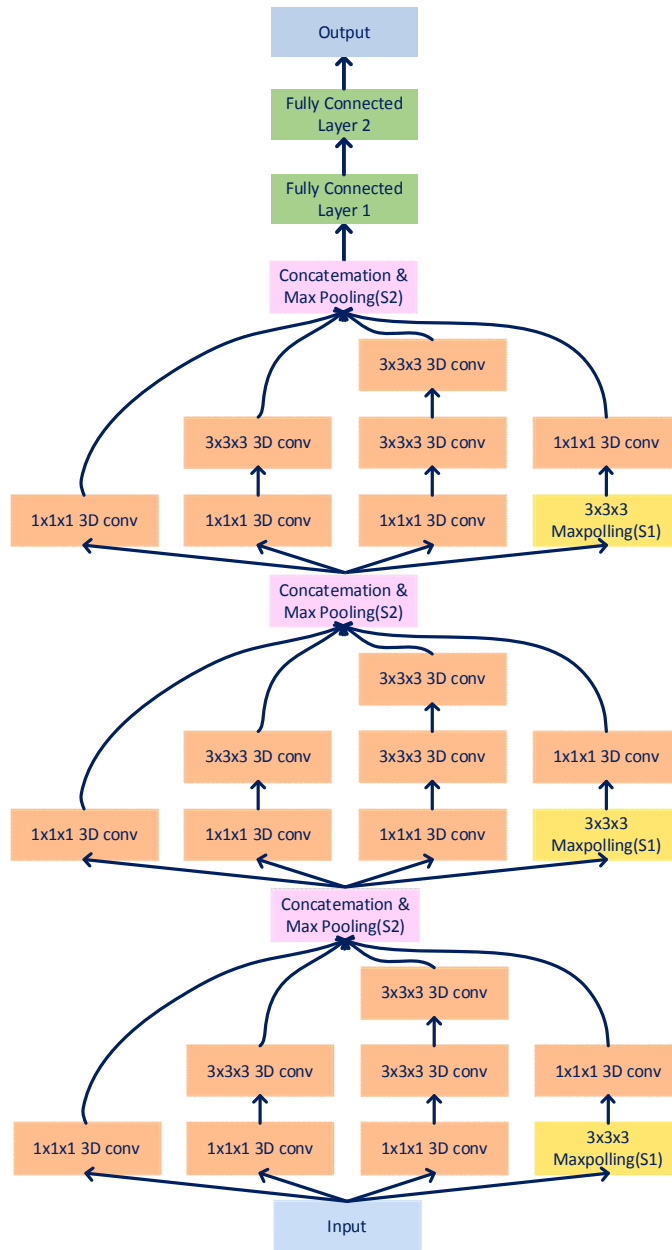 Output
Fully Connected
Layer 2
Fully Connected
Layer 1
Concatemation &
Max Pooling(S2)
3x3x3 3D conv
3x3x3 3D conv
3x3x3 3D conv
1x1x1 3D conv
1x1x1 3D conv
1x1x1 3D conv
1x1x1 3D conv
3x3x3
Maxpolling(S1)
Concatemation &
Max Pooling(S2)
3x3x3 3D conv
3x3x3 3D conv
3x3x3 3D conv
1x1x1 3D conv
1x1x1 3D conv
1x1x1 3D conv
1x1x1 3D conv
3x3x3
Maxpolling(S1)
Concatemation &
Max Pooling(S2)
3x3x3 3D conv
3x3x3 3D conv
3x3x3 3D conv
1x1x1 3D conv
1x1x1 3D conv
1x1x1 3D conv
1x1x1 3D conv
3x3x3
Maxpolling(S1)
Input